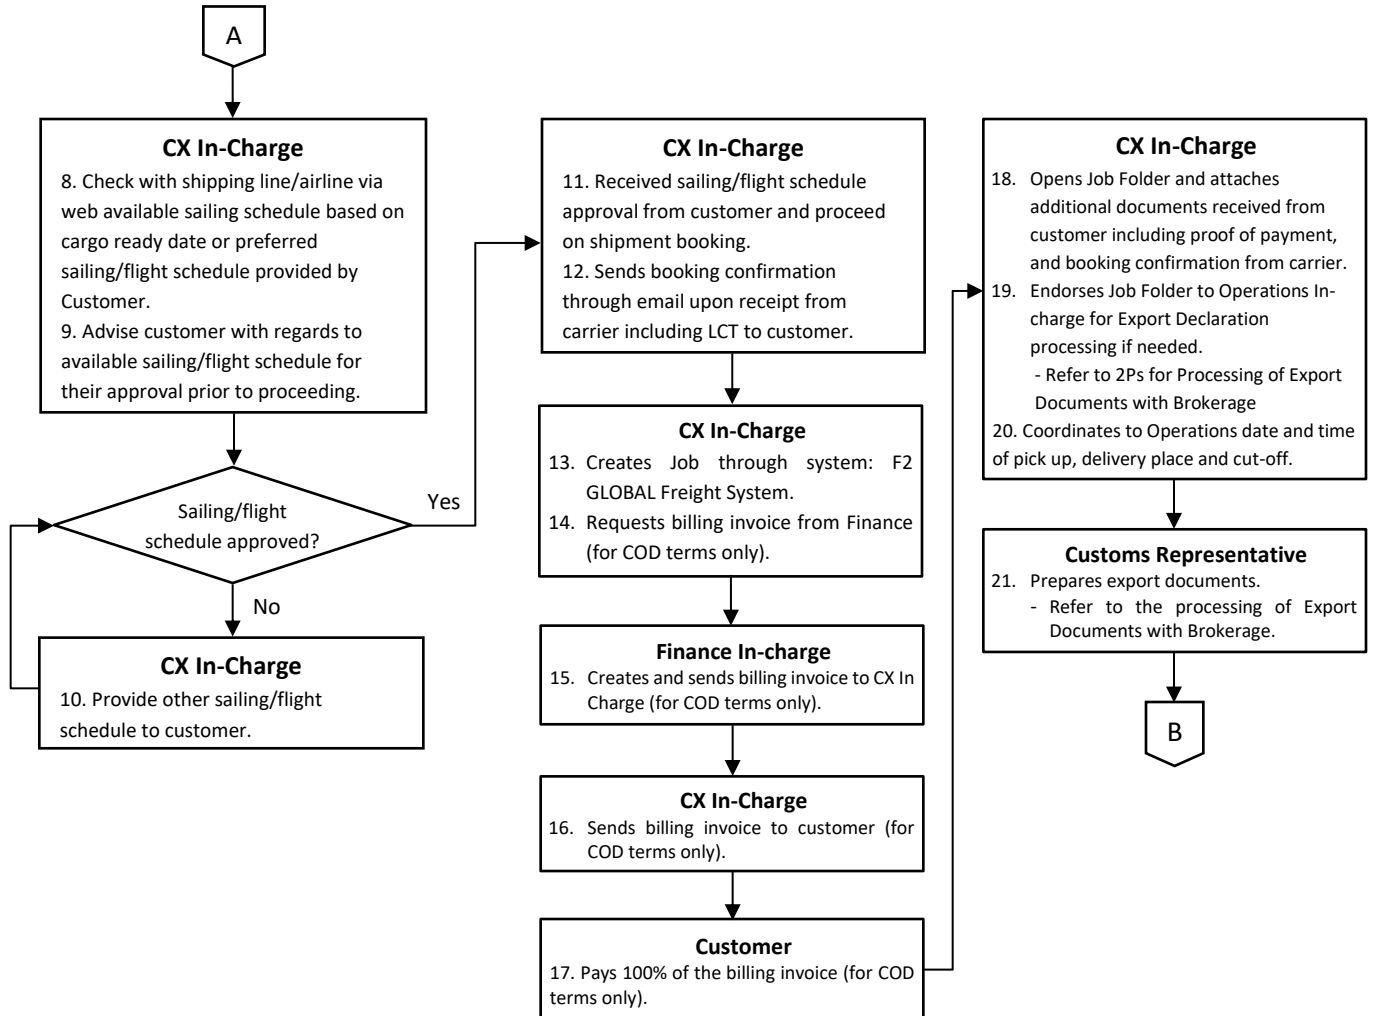 A
CX In-Charge
8. Check with shipping line/airline via
web available sailing schedule based on
cargo ready date or preferred
sailing/flight schedule provided by
Customer.
9. Advise customer with regards to
available sailing/flight schedule for
their approval prior to proceeding.
Sailing/flight
schedule approved?
Yes
No
CX In-Charge
10. Provide other sailing/flight
schedule to customer.
CX In-Charge
11. Received sailing/flight schedule
approval from customer and proceed
on shipment booking.
12. Sends booking confirmation
through email upon receipt from
carrier including LCT to customer.
CX In-Charge
13. Creates Job through system: F2
GLOBAL Freight System.
14. Requests billing invoice from Finance
(for COD terms only).
Finance In-charge
15. Creates and sends billing invoice to CX In
Charge (for COD terms only).
CX In-Charge
16. Sends billing invoice to customer (for
COD terms only).
Customer
17. Pays 100% of the billing invoice (for COD
terms only).
CX In-Charge
18. Opens Job Folder and attaches
additional documents received from
customer including proof of payment,
and booking confirmation from carrier.
19. Endorses Job Folder to Operations In-
charge for Export Declaration
processing if needed.
- Refer to 2Ps for Processing of Export
Documents with Brokerage
20. Coordinates to Operations date and time
of pick up, delivery place and cut-off.
Customs Representative
21. Prepares export documents.
- Refer to the processing of Export
Documents with Brokerage.
B